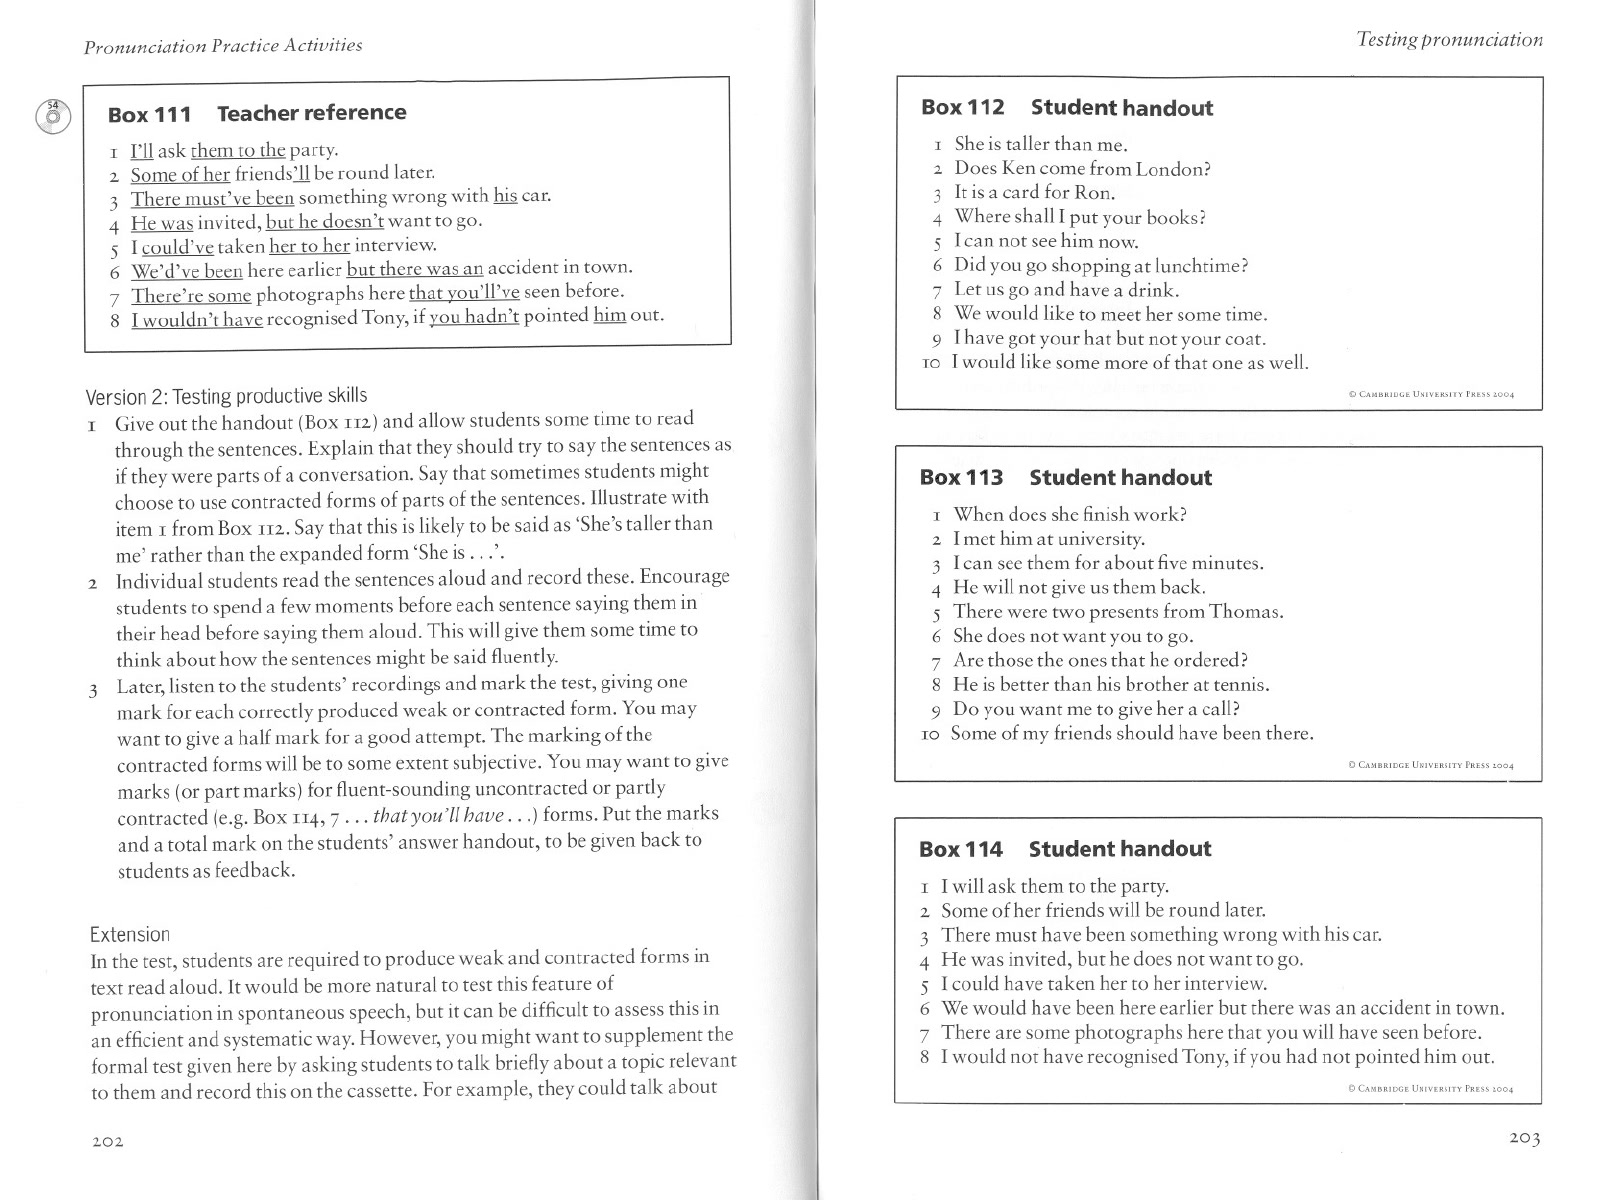 Pronunciation Practice Activities
54
Box 111 Teacher reference
1 I'll ask them to the party.
2 Some of her friends'll be round later.
3 There must've been something wrong with his car.
4 He was invited, but he doesn't want to go.
5 I could've taken her to her interview.
6 We'd've been here earlier but there was an accident in town.
7 There're some photographs here that you'll've seen before.
8 I wouldn't have recognised Tony, if you hadn't pointed him out.
Version 2: Testing productive skills
1 Give out the handout (Box 112) and allow students some time to read
through the sentences. Explain that they should try to say the sentences as
if they were parts of a conversation. Say that sometimes students might
choose to use contracted forms of parts of the sentences. Illustrate with
item 1 from Box 112. Say that this is likely to be said as 'She's taller than
me' rather than the expanded form 'She is . . .'.
2 Individual students read the sentences aloud and record these. Encourage
students to spend a few moments before each sentence saying them in
their head before saying them aloud. This will give them some time to
think about how the sentences might be said fluently.
3 Later, listen to the students' recordings and mark the test, giving one
mark for each correctly produced weak or contracted form. You may
want to give a half mark for a good attempt. The marking of the
contracted forms will be to some extent subjective. You may want to give
marks (or part marks) for fluent-sounding uncontracted or partly
contracted (e.g. Box 114, 7 . . . that you'll have . . .) forms. Put the marks
and a total mark on the students' answer handout, to be given back to
students as feedback.
Extension
In the test, students are required to produce weak and contracted forms in
text read aloud. It would be more natural to test this feature of
pronunciation in spontaneous speech, but it can be difficult to assess this in
an efficient and systematic way. However, you might want to supplement the
formal test given here by asking students to talk briefly about a topic relevant
to them and record this on the cassette. For example, they could talk about
202
Testing pronunciation
Box 112 Student handout
1 She is taller than me.
2 Does Ken come from London?
3 It is a card for Ron.
4 Where shall I put your books?
5 I can not see him now.
6 Did you go shopping at lunchtime?
7 Let us go and have a drink.
8 We would like to meet her some time.
9 I have got your hat but not your coat.
10 I would like some more of that one as well.
© CAMBRIDGE UNIVERSITY PRESS 2004
Box 113 Student handout
1 When does she finish work?
2 I met him at university.
3 I can see them for about five minutes.
4 He will not give us them back.
5 There were two presents from Thomas.
6 She does not want you to go.
7 Are those the ones that he ordered?
8 He is better than his brother at tennis.
9 Do you want me to give her a call?
10 Some of my friends should have been there.
© CAMBRIDGE UNIVERSITY PRESS 2004
Box 114 Student handout
1 I will ask them to the party.
2 Some of her friends will be round later.
3 There must have been something wrong with his car.
4 He was invited, but he does not want to go.
5 I could have taken her to her interview.
6 We would have been here earlier but there was an accident in town.
7 There are some photographs here that you will have seen before.
8 I would not have recognised Tony, if you had not pointed him out.
© CAMBRIDGE UNIVERSITY PRESS 2004
203